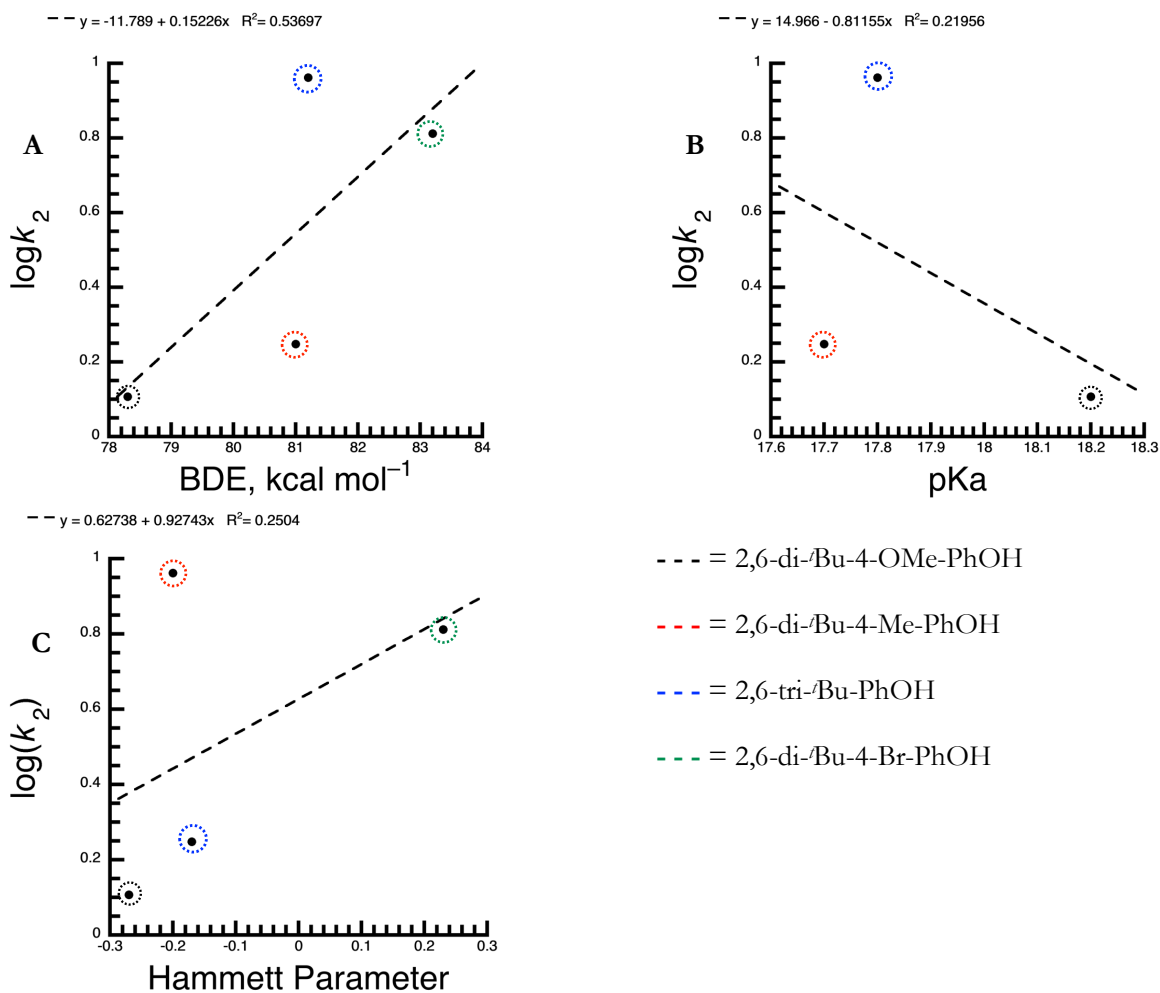 y = -11.789 + 0.15226x R²= 0.53697
A
logk ₂
1
0.8
0.6
0.4
0.2
0
78 79 80 81 82 83 84
BDE, kcal mol⁻¹
y = 14.966 - 0.81155x R²= 0.21956
B
logk ₂
1
0.8
0.6
0.4
0.2
0
17.6 17.7 17.8 17.9 18 18.1 18.2 18.3
pKa
y = 0.62738 + 0.92743x R²= 0.2504
C
log(k ₂)
1
0.8
0.6
0.4
0.2
0
-0.3 -0.2 -0.1 0 0.1 0.2 0.3
Hammett Parameter
= 2,6-di-ᵗBu-4-OMe-PhOH
= 2,6-di-ᵗBu-4-Me-PhOH
= 2,6-tri-ᵗBu-PhOH
= 2,6-di-ᵗBu-4-Br-PhOH